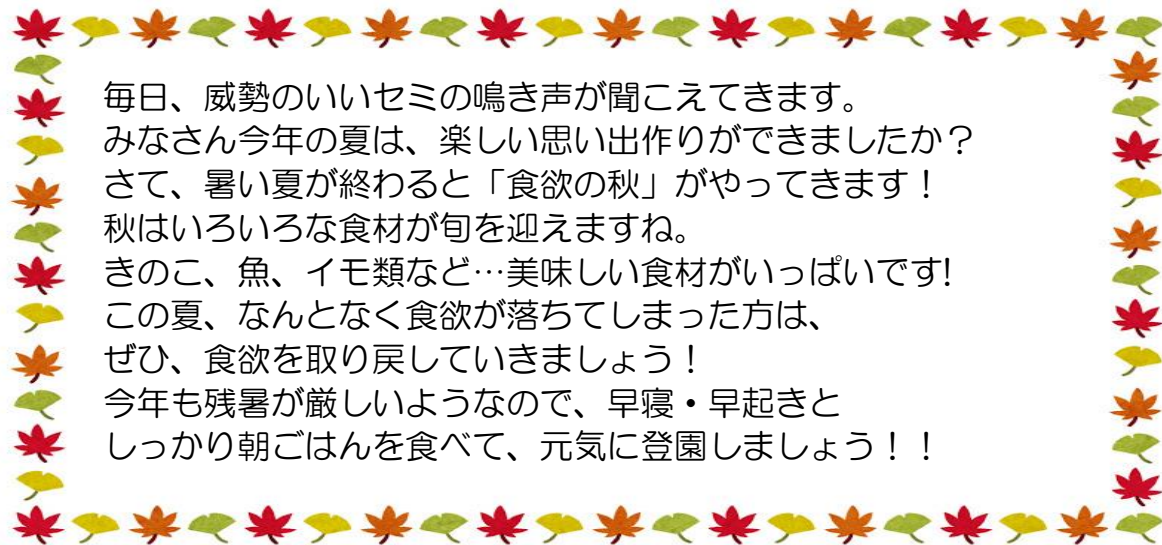 毎日、威勢のいいセミの鳴き声が聞こえてきます。
みなさん今年の夏は、楽しい思い出作りができましたか?
さて、暑い夏が終わると「食欲の秋」がやってきます!
秋はいろいろな食材が旬を迎えますね。
きのこ、魚、イモ類など…美味しい食材がいっぱいです!
この夏、なんとなく食欲が落ちてしまった方は、
ぜひ、食欲を取り戻していきましょう!
今年も残暑が厳しいようなので、早寝・早起きと
しっかり朝ごはんを食べて、元気に登園しましょう!!